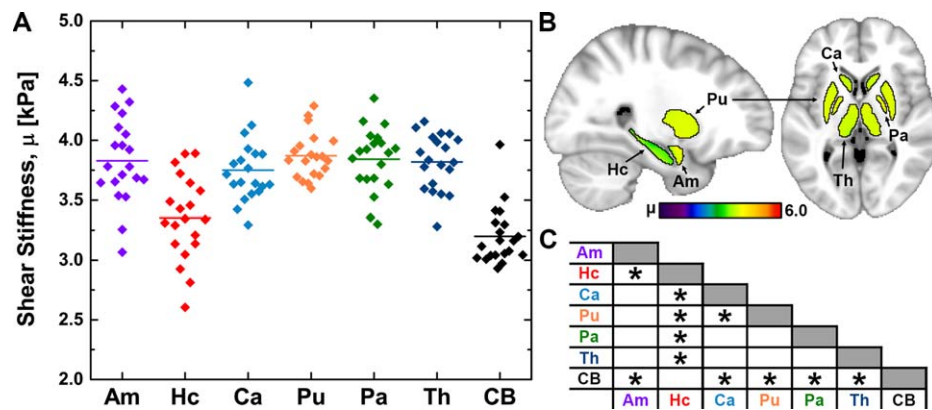 A
Shear Stiffness, μ [kPa]
5.0
4.5
4.0
3.5
3.0
2.5
2.0
Am Hc Ca Pu Pa Th CB
B
Ca
Pu
Pa
Hc
Am
Th
μ 6.0
C
Am
Hc *
Ca *
Pu * *
Pa *
Th *
CB * * * * *
Am Hc Ca Pu Pa Th CB